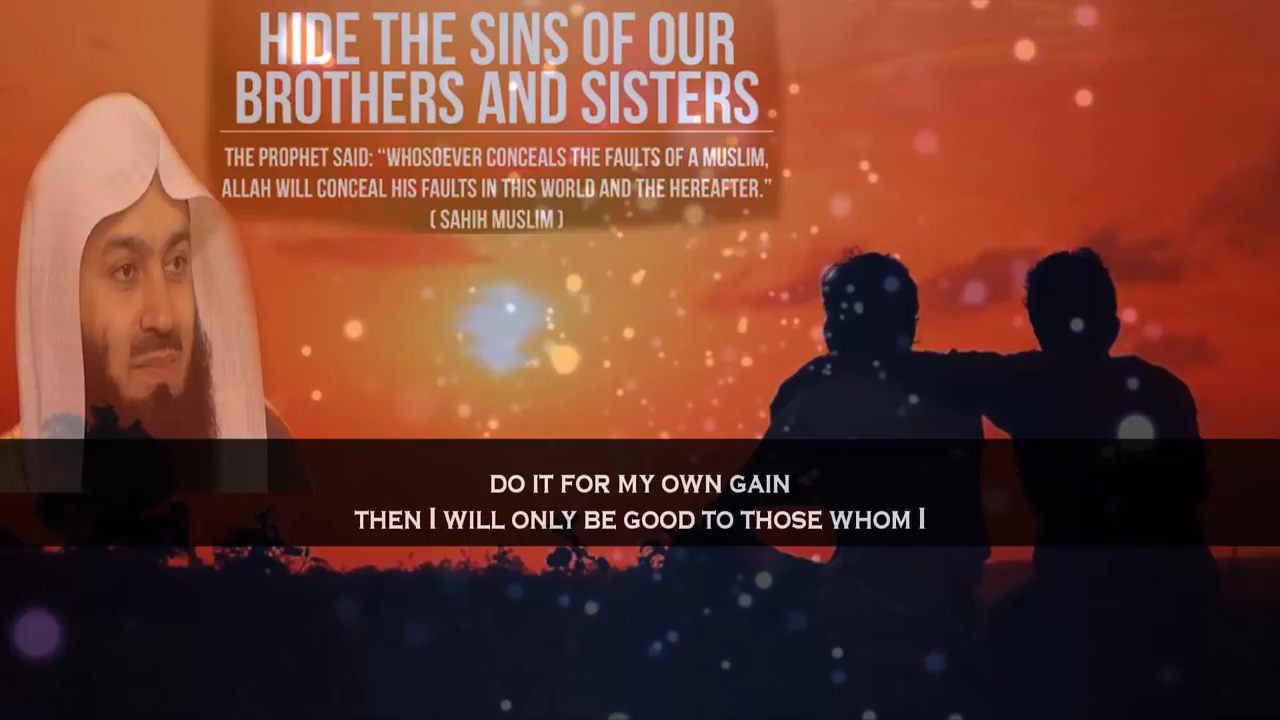 HIDE THE SINS OF OUR
BROTHERS AND SISTERS
THE PROPHET SAID: “WHOSOEVER CONCEALS THE FAULTS OF A MUSLIM,
ALLAH WILL CONCEAL HIS FAULTS IN THIS WORLD AND THE HEREAFTER.”
( SAHIH MUSLIM )
DO IT FOR MY OWN GAIN
THEN I WILL ONLY BE GOOD TO THOSE WHOM I